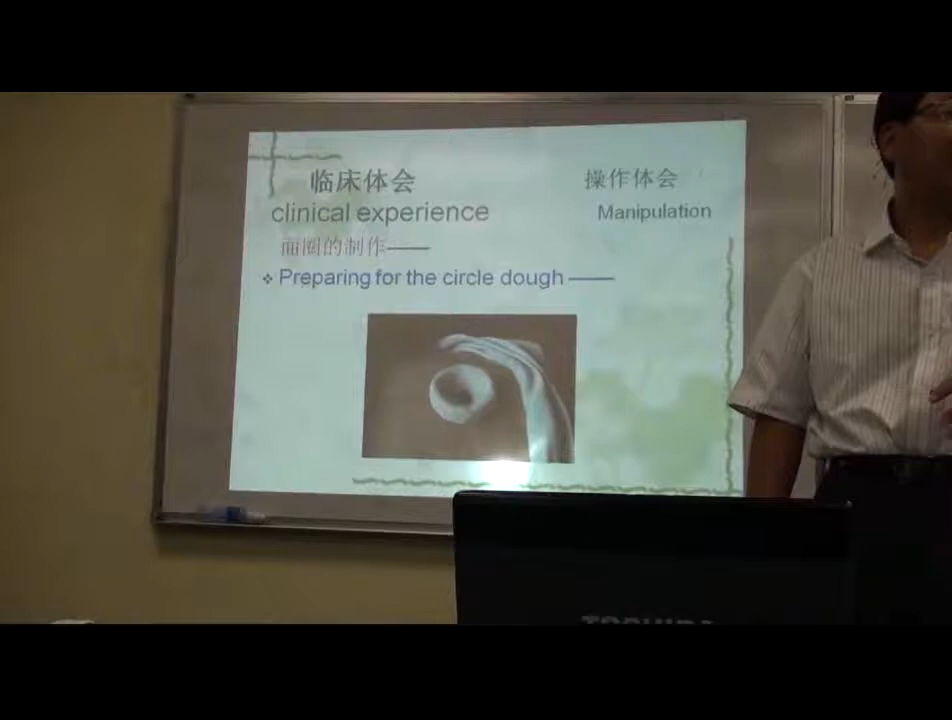 临床体会
操作体会
clinical experience
Manipulation
面圈的制作——
Preparing for the circle dough ——
TOSHIBA